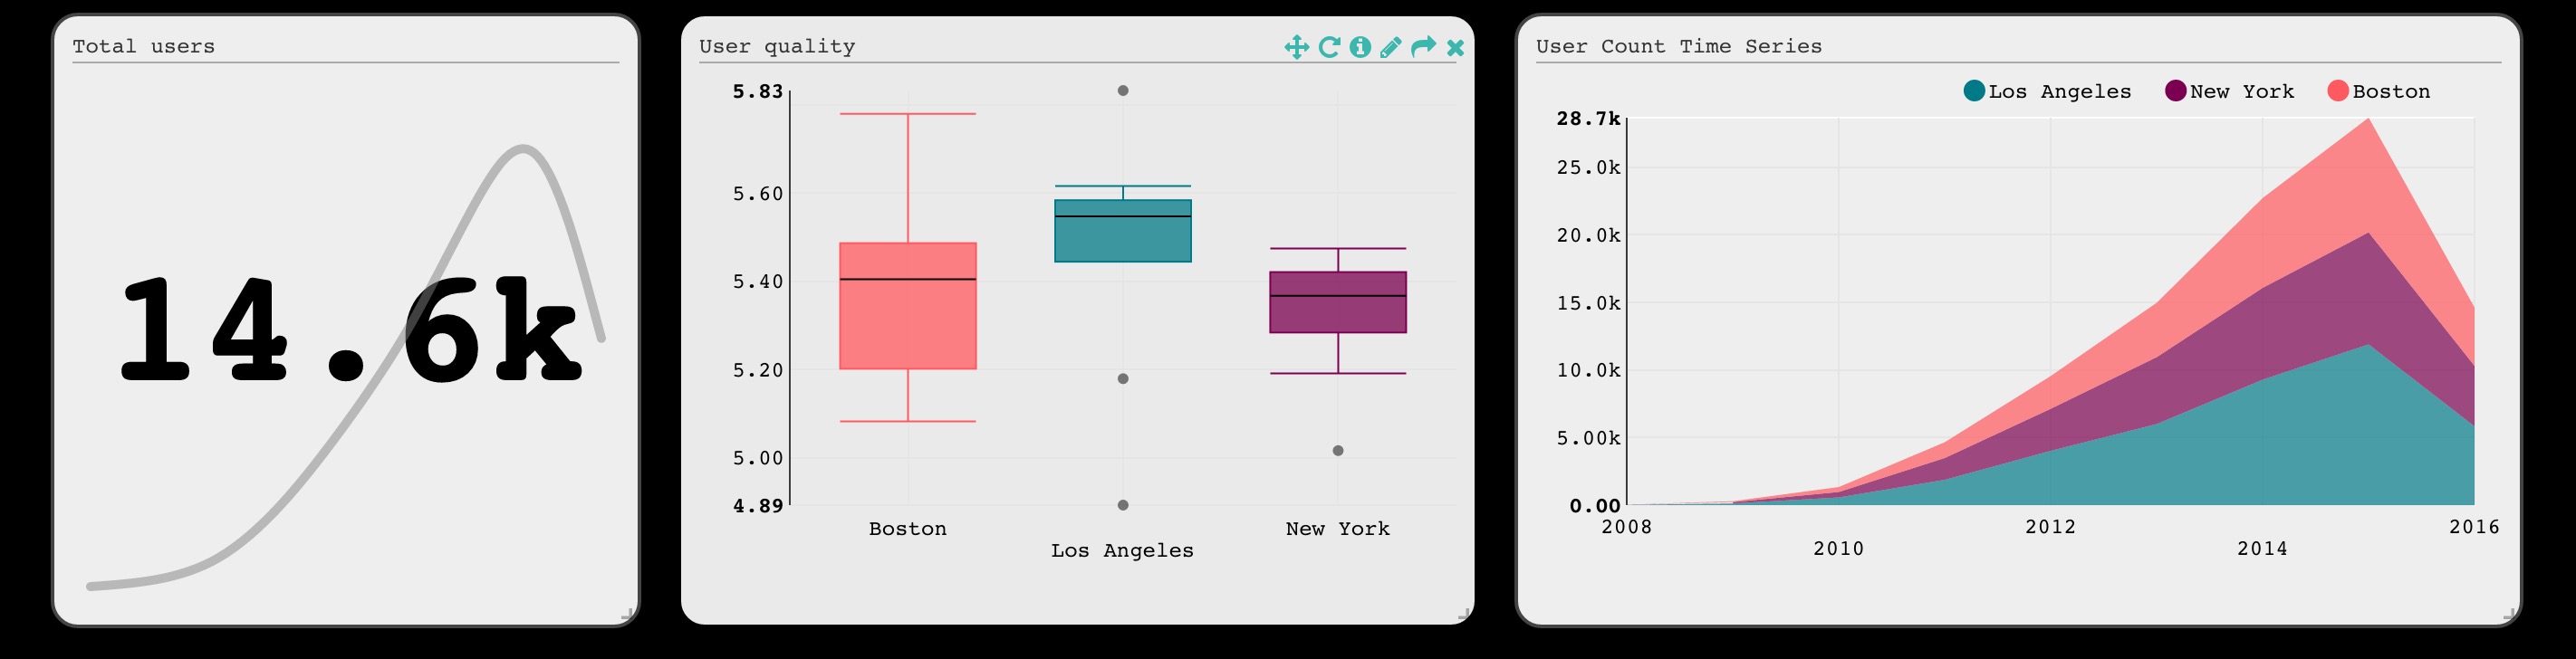 Total users
14.6k
User quality
5.83
5.60
5.40
5.20
5.00
4.89
Boston
Los Angeles
New York
User Count Time Series
Los Angeles New York Boston
28.7k
25.0k
20.0k
15.0k
10.0k
5.00k
0.00
2008
2010
2012
2014
2016